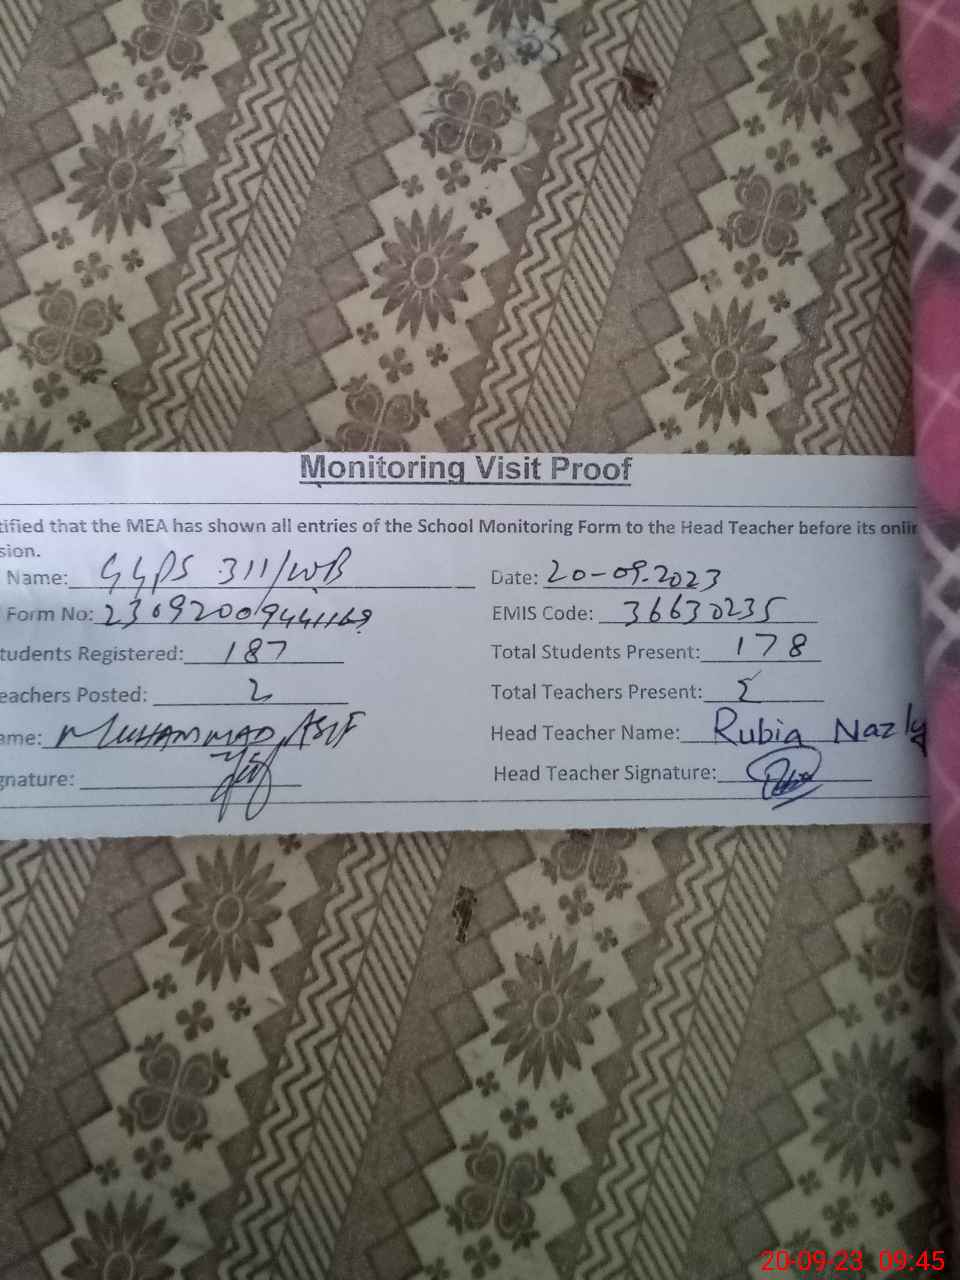 Monitoring Visit Proof
tified that the MEA has shown all entries of the School Monitoring Form to the Head Teacher before its onlin
sion.
Name: GGPS 311/WB Date: 20-09-2023
Form No: EMIS Code: 36630235
tudents Registered: 187 Total Students Present: 178
eachers Posted: 2 Total Teachers Present:
ame: MUHAMMAD ASIF Head Teacher Name: Rubia Nazly
gnature: Head Teacher Signature:
20-09-23 09:45